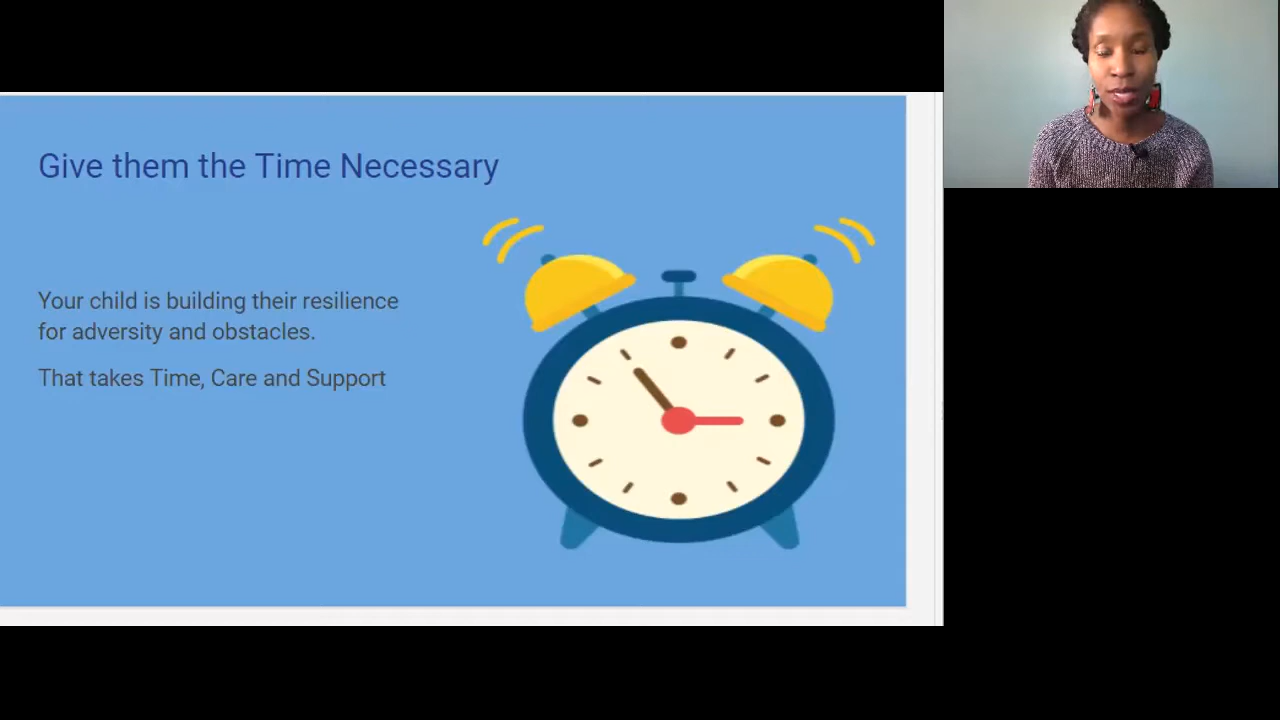 Give them the Time Necessary
Your child is building their resilience
for adversity and obstacles.
That takes Time, Care and Support